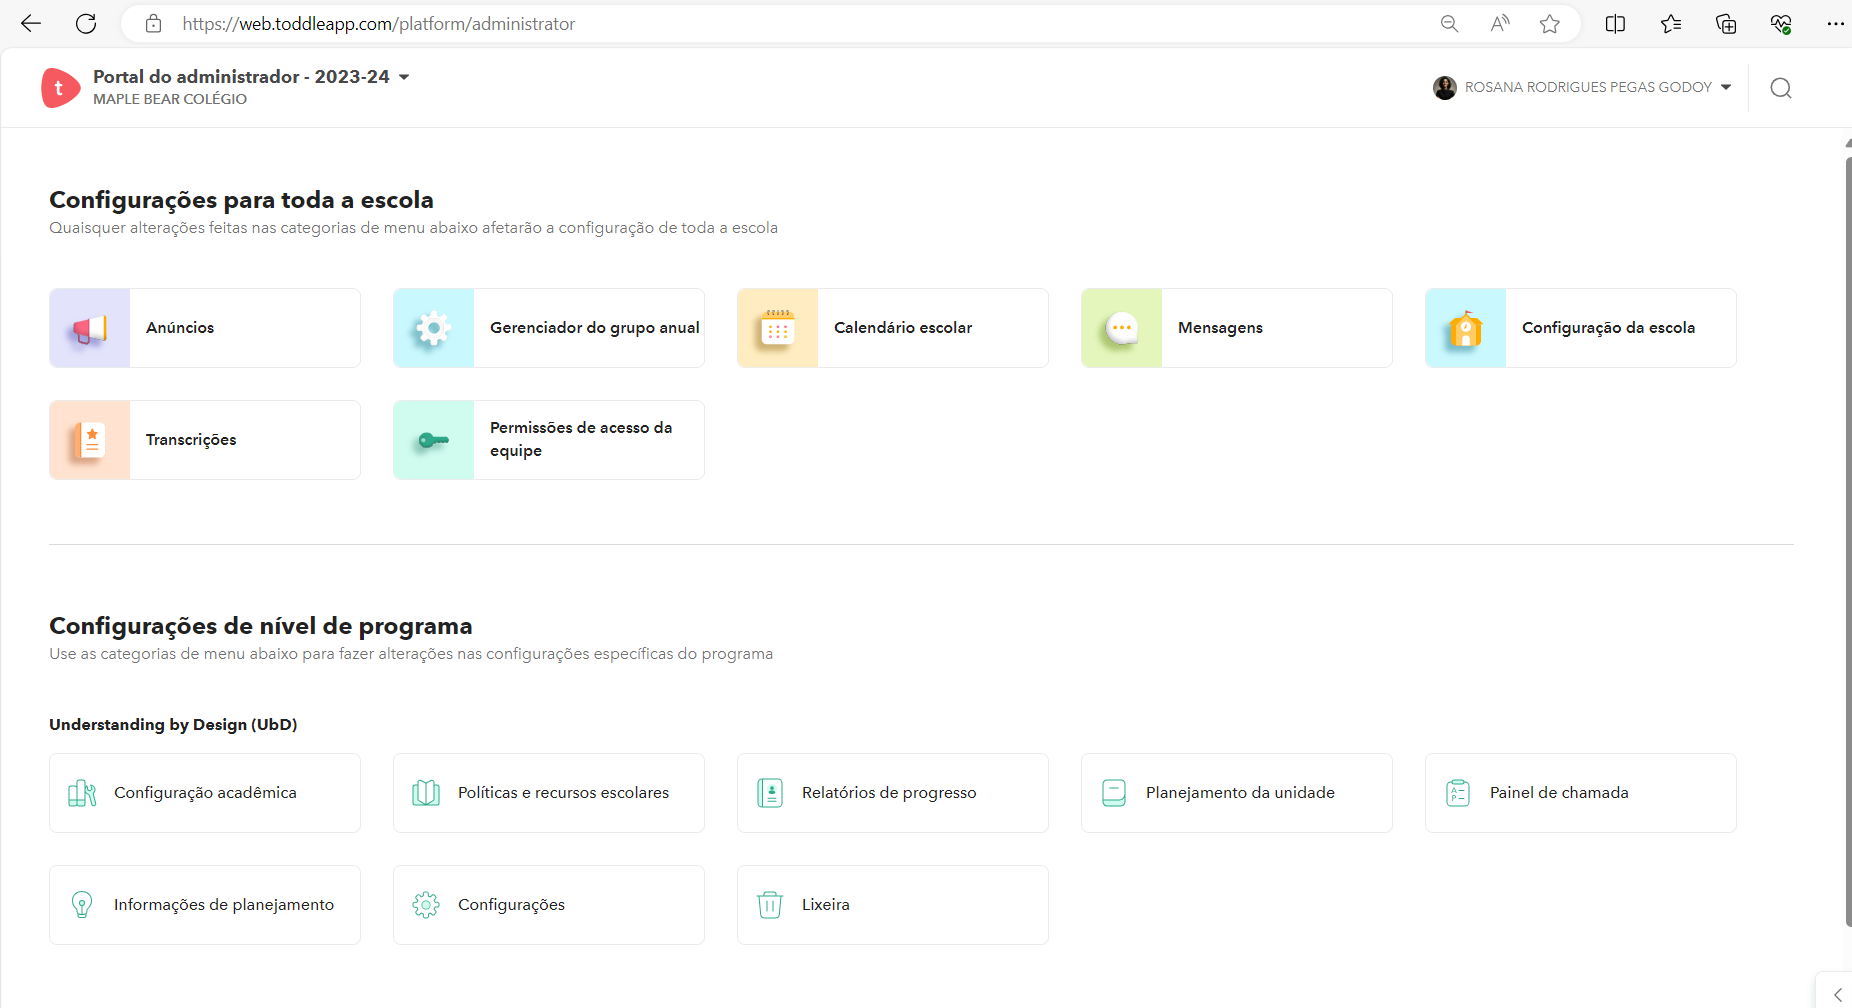 https://web.toddleapp.com/platform/administrator
t
Portal do administrador - 2023-24
MAPLE BEAR COLÉGIO
ROSANA RODRIGUES PEGAS GODOY
Configurações para toda a escola
Quaisquer alterações feitas nas categorias de menu abaixo afetarão a configuração de toda a escola
Anúncios
Gerenciador do grupo anual
Calendário escolar
Mensagens
Configuração da escola
Transcrições
Permissões de acesso da
equipe
Configurações de nível de programa
Use as categorias de menu abaixo para fazer alterações nas configurações específicas do programa
Understanding by Design (UbD)
Configuração acadêmica
Políticas e recursos escolares
Relatórios de progresso
Planejamento da unidade
Painel de chamada
Informações de planejamento
Configurações
Lixeira